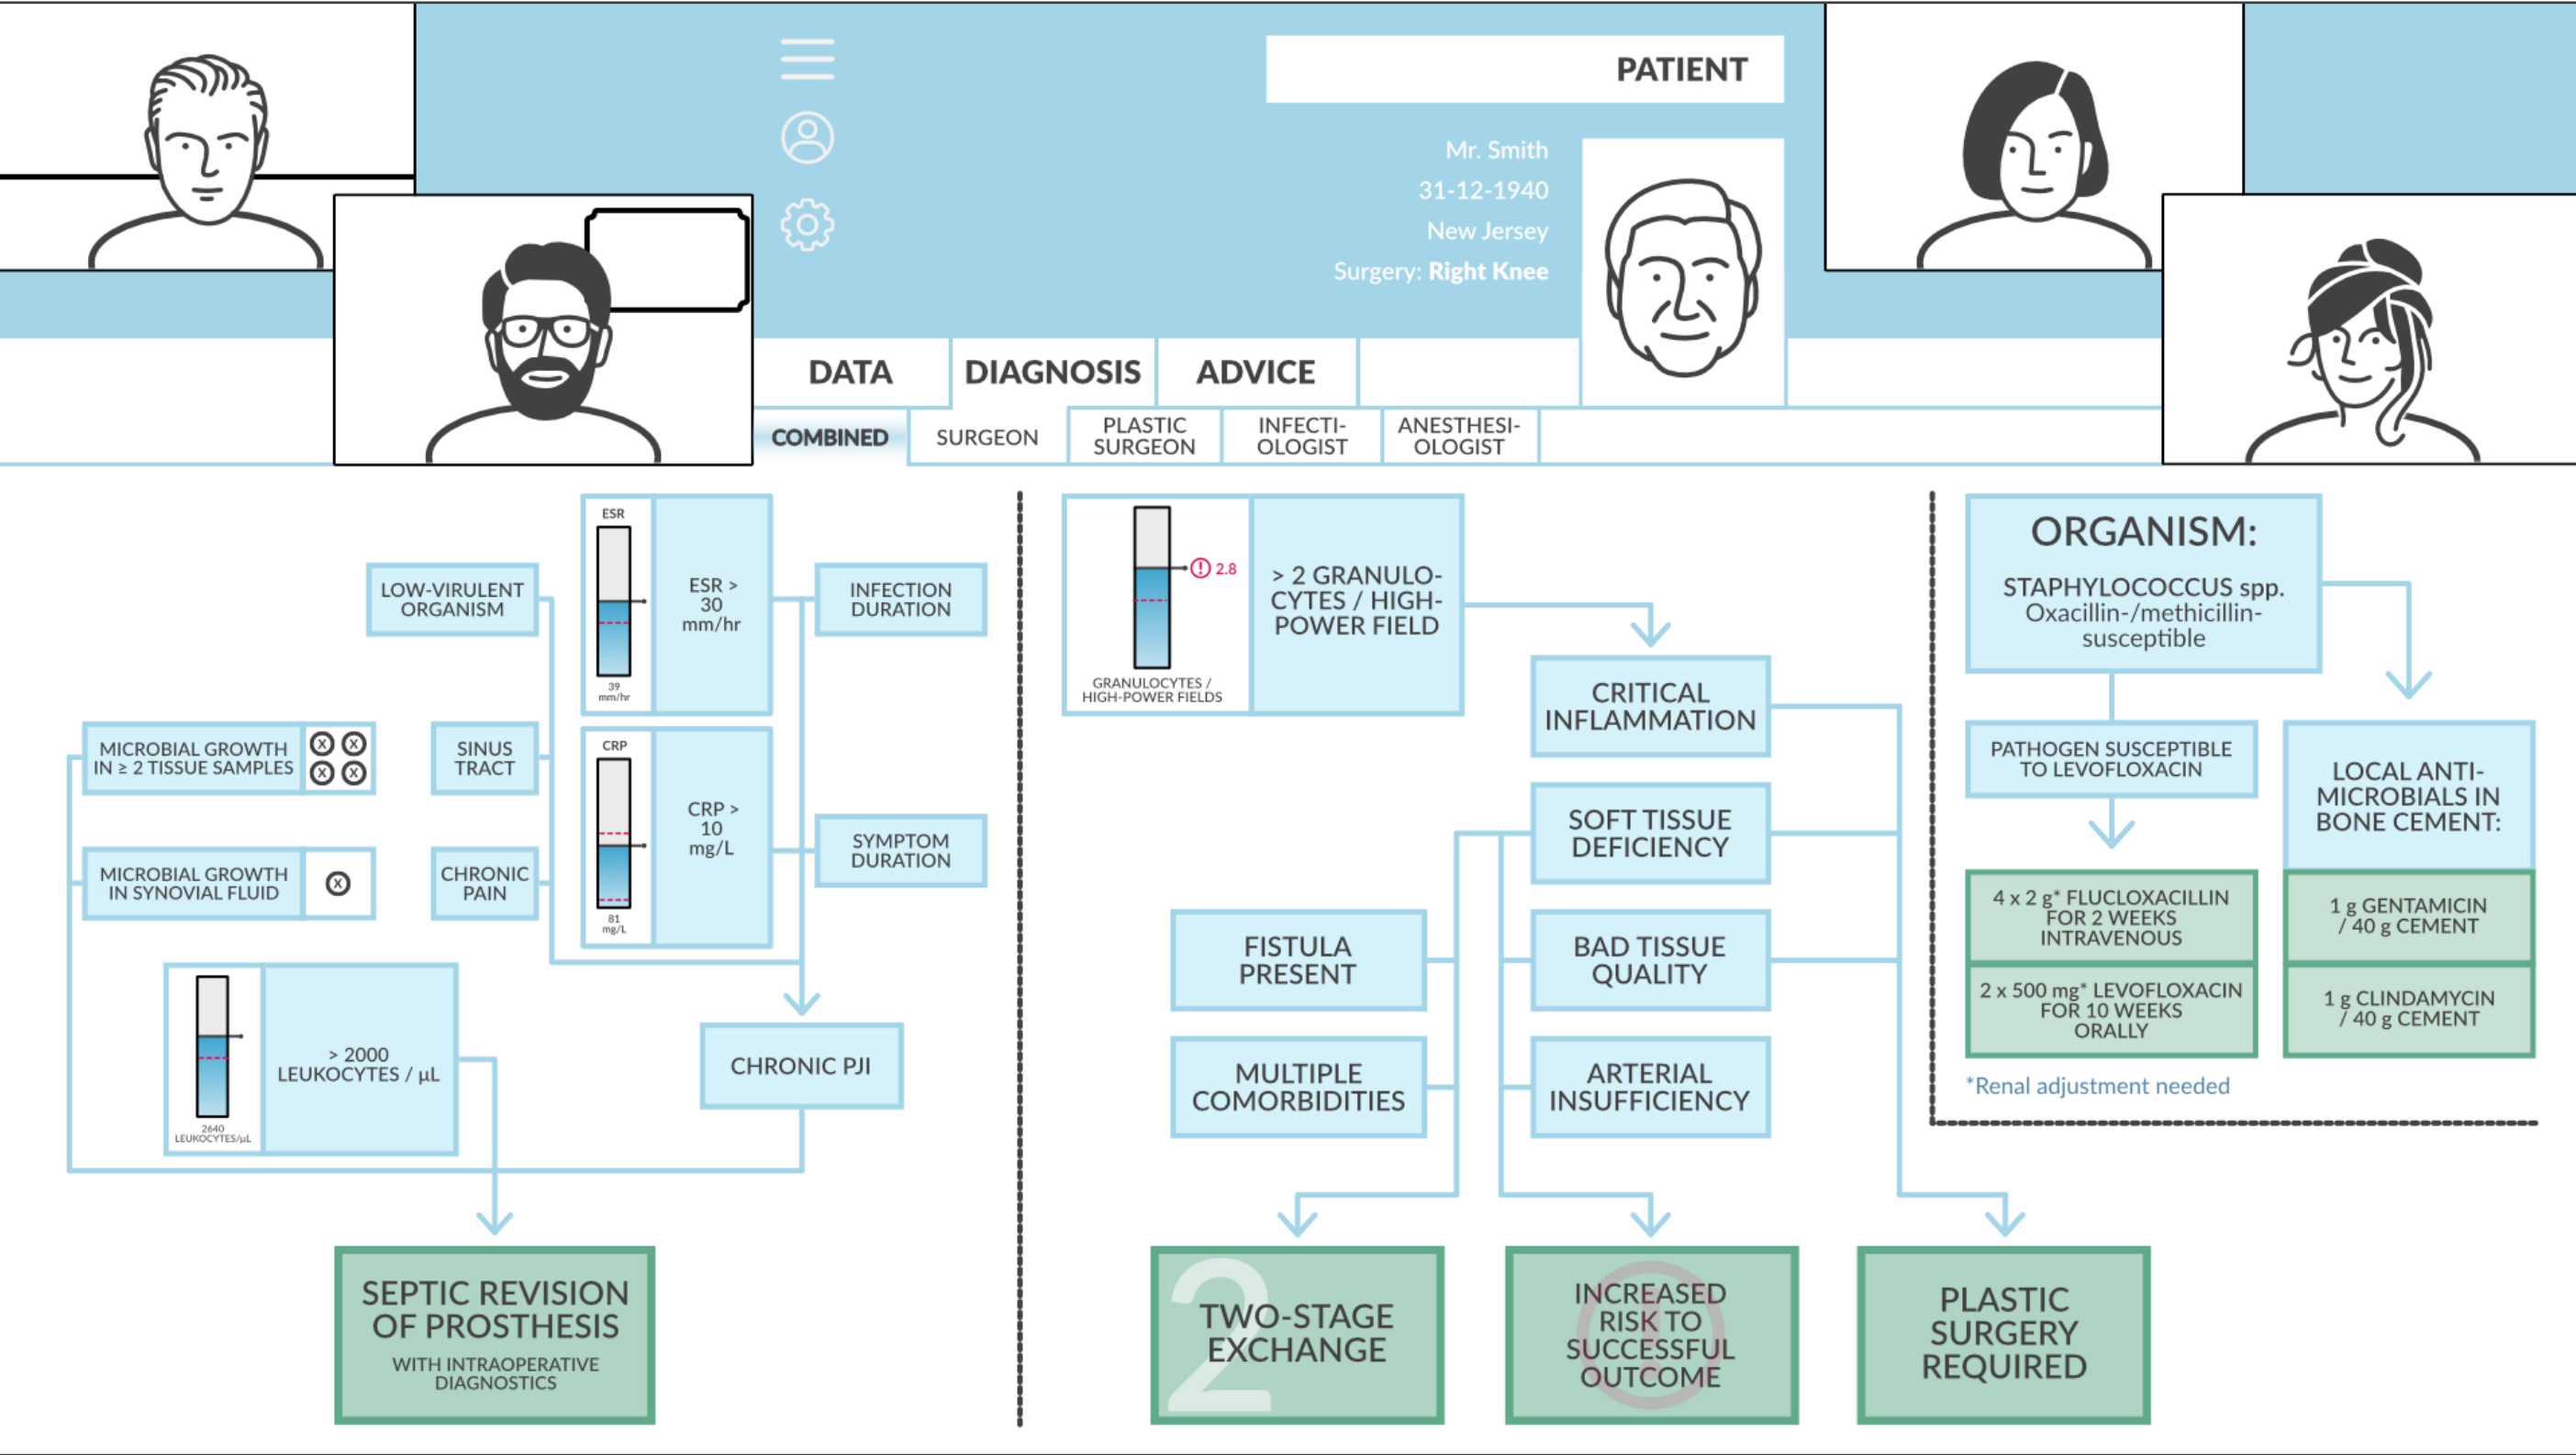 PATIENT
Mr. Smith
31-12-1940
New Jersey
Surgery: Right Knee
DATA
DIAGNOSIS
ADVICE
COMBINED
SURGEON
PLASTIC
SURGEON
INFECTI-
OLOGIST
ANESTHESI-
OLOGIST
LOW-VIRULENT
ORGANISM
ESR
39
mm/hr
ESR >
30
mm/hr
INFECTION
DURATION
MICROBIAL GROWTH
IN ≥ 2 TISSUE SAMPLES
X X
X X
SINUS
TRACT
CRP
81
mg/L
CRP >
10
mg/L
SYMPTOM
DURATION
MICROBIAL GROWTH
IN SYNOVIAL FLUID
X
CHRONIC
PAIN
2640
LEUKOCYTES/µL
> 2000
LEUKOCYTES / µL
CHRONIC PJI
SEPTIC REVISION
OF PROSTHESIS
WITH INTRAOPERATIVE
DIAGNOSTICS
! 2.8
GRANULOCYTES /
HIGH-POWER FIELDS
> 2 GRANULO-
CYTES / HIGH-
POWER FIELD
CRITICAL
INFLAMMATION
SOFT TISSUE
DEFICIENCY
FISTULA
PRESENT
BAD TISSUE
QUALITY
MULTIPLE
COMORBIDITIES
ARTERIAL
INSUFFICIENCY
2
TWO-STAGE
EXCHANGE
INCREASED
RISK TO
SUCCESSFUL
OUTCOME
!
PLASTIC
SURGERY
REQUIRED
ORGANISM:
STAPHYLOCOCCUS spp.
Oxacillin-/methicillin-
susceptible
PATHOGEN SUSCEPTIBLE
TO LEVOFLOXACIN
4 x 2 g* FLUCLOXACILLIN
FOR 2 WEEKS
INTRAVENOUS
2 x 500 mg* LEVOFLOXACIN
FOR 10 WEEKS
ORALLY
*Renal adjustment needed
LOCAL ANTI-
MICROBIALS IN
BONE CEMENT:
1 g GENTAMICIN
/ 40 g CEMENT
1 g CLINDAMYCIN
/ 40 g CEMENT